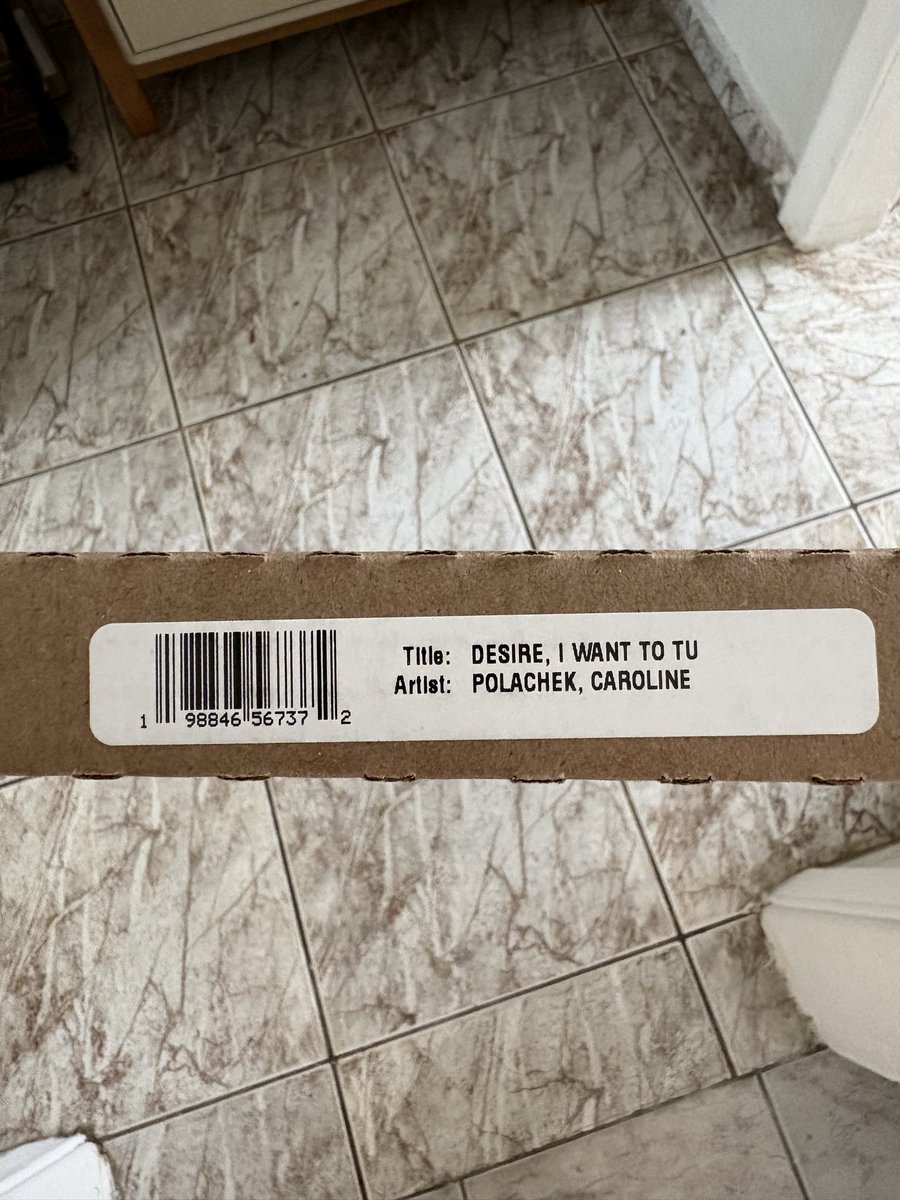 Title: DESIRE, I WANT TO TU
Artist: POLACHEK, CAROLINE
1 98846 56737 2